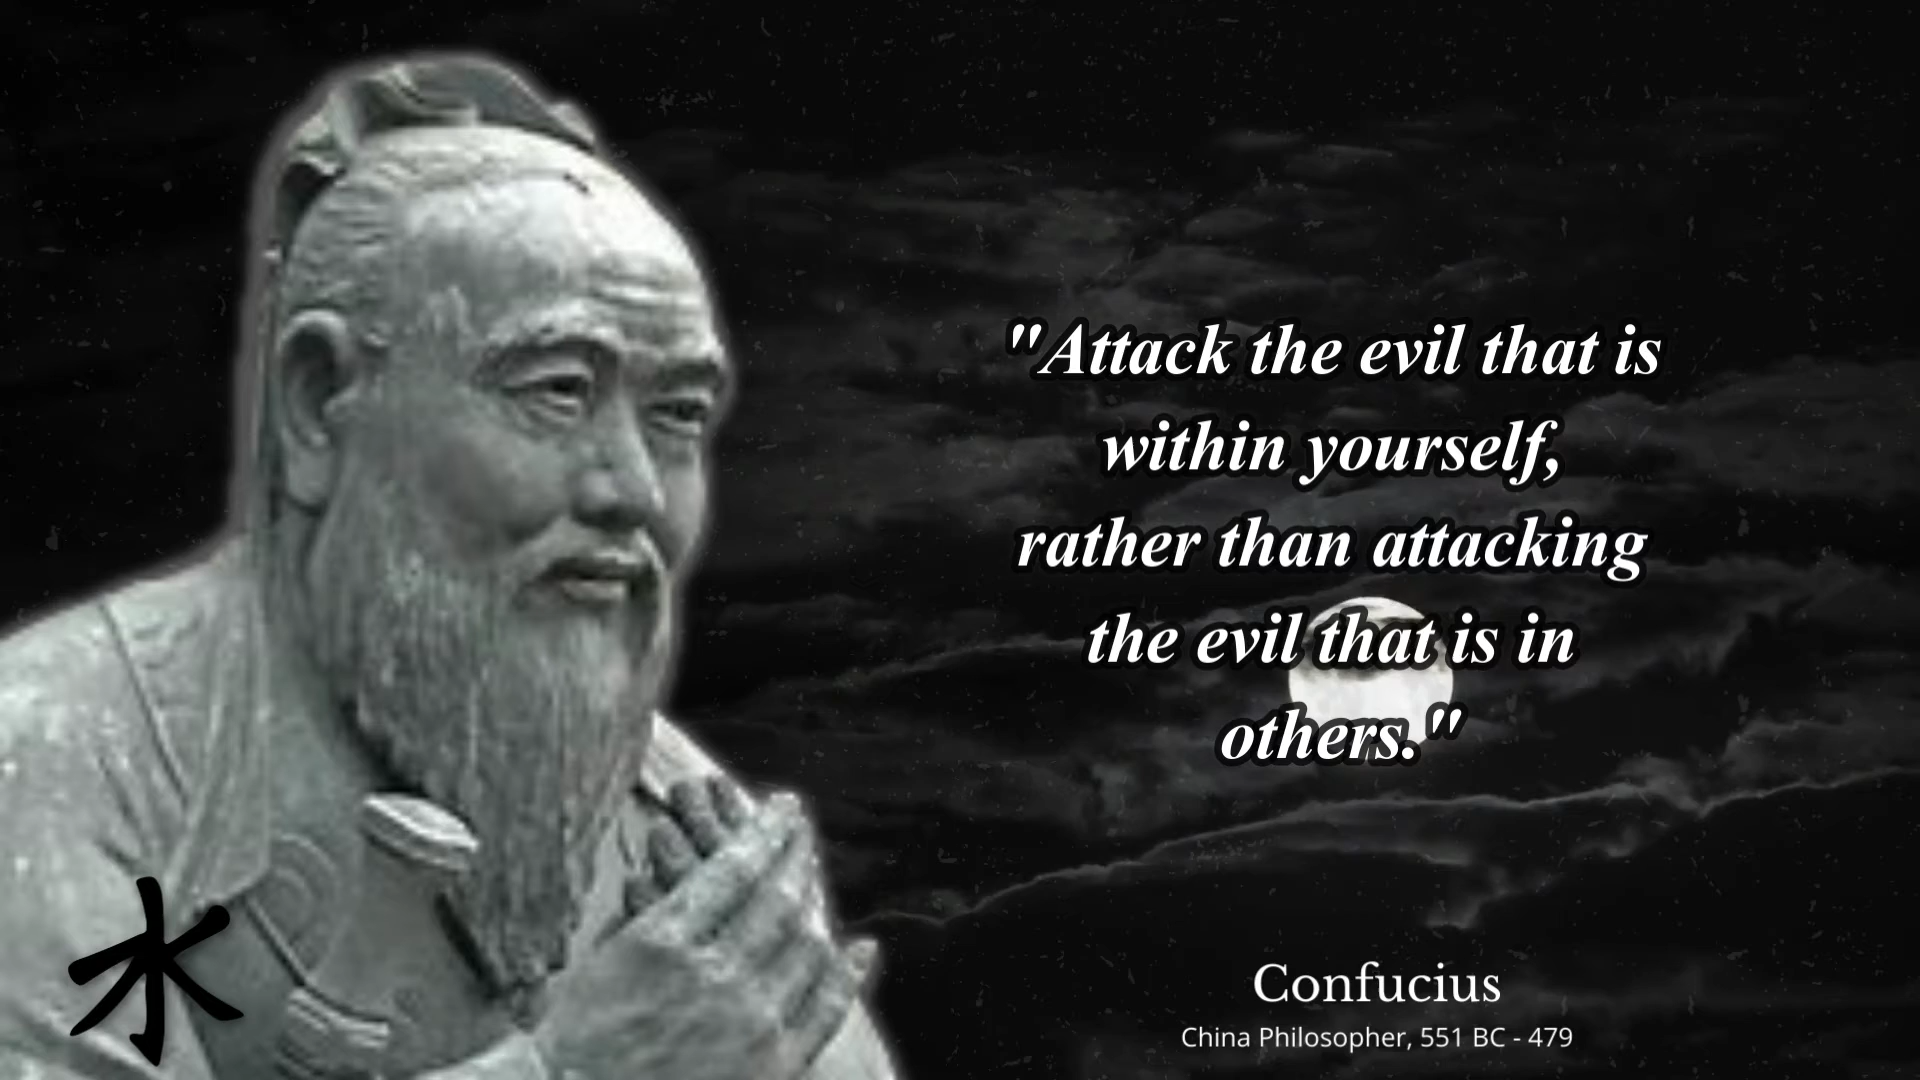 "Attack the evil that is
within yourself,
rather than attacking
the evil that is in
others."
水
Confucius
China Philosopher, 551 BC - 479